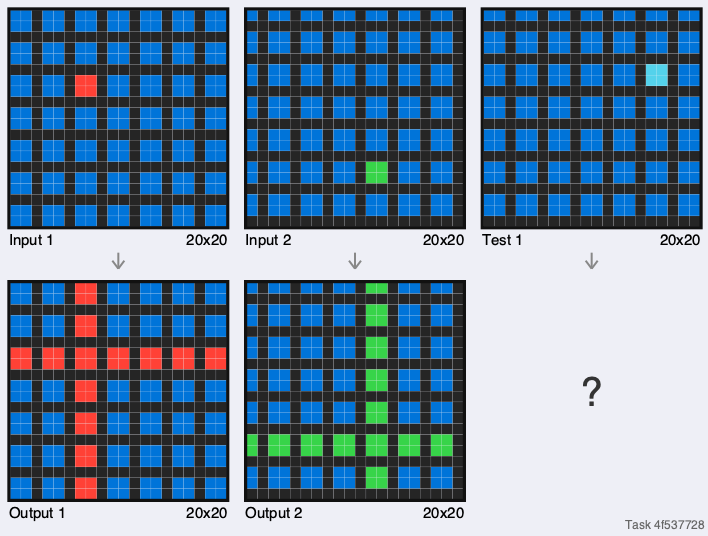 Input 1 20x20
Input 2 20x20
Test 1 20x20
Output 1 20x20
Output 2 20x20
?
Task 4f537728